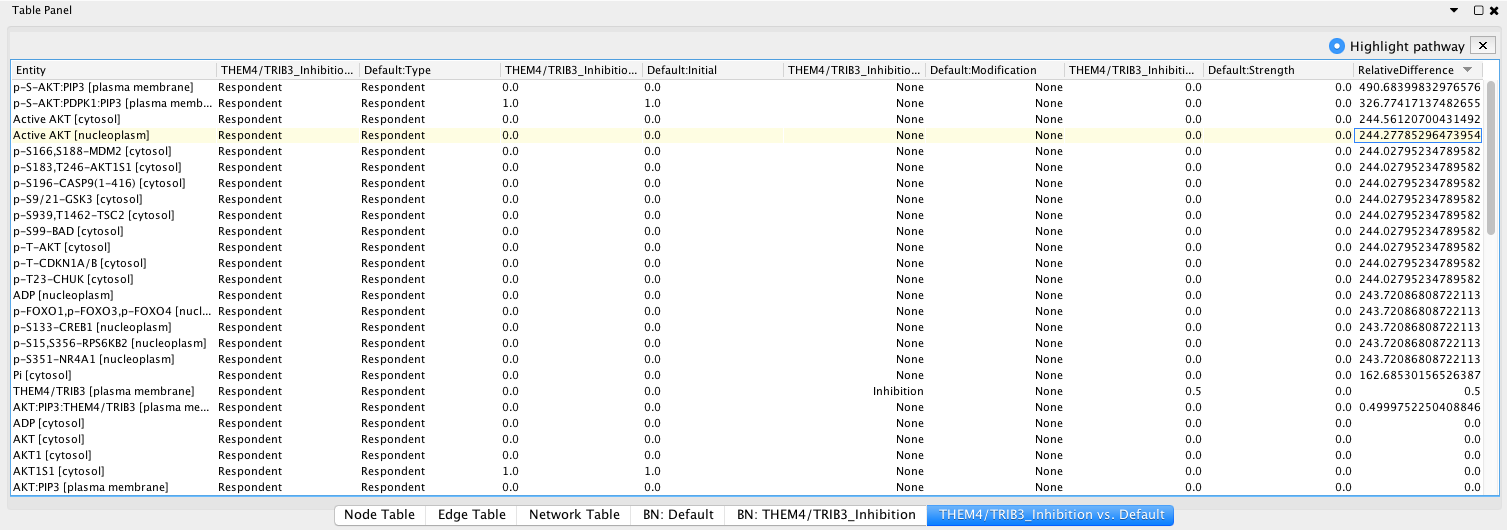 Table Panel
Highlight pathway
Entity THEM4/TRIB3_Inhibitio... Default:Type THEM4/TRIB3_Inhibitio... Default:Initial THEM4/TRIB3_Inhibitio... Default:Modification THEM4/TRIB3_Inhibiti... Default:Strength RelativeDifference
p-S-AKT:PIP3 [plasma membrane] Respondent Respondent 0.0 0.0 None None 0.0 0.0 490.68399832976576
p-S-AKT:PDPK1:PIP3 [plasma memb... Respondent Respondent 1.0 1.0 None None 0.0 0.0 326.77417137482655
Active AKT [cytosol] Respondent Respondent 0.0 0.0 None None 0.0 0.0 244.56120700431492
Active AKT [nucleoplasm] Respondent Respondent 0.0 0.0 None None 0.0 0.0 244.27785296473954
p-S166,S188-MDM2 [cytosol] Respondent Respondent 0.0 0.0 None None 0.0 0.0 244.02795234789582
p-S183,T246-AKT1S1 [cytosol] Respondent Respondent 0.0 0.0 None None 0.0 0.0 244.02795234789582
p-S196-CASP9(1-416) [cytosol] Respondent Respondent 0.0 0.0 None None 0.0 0.0 244.02795234789582
p-S9/21-GSK3 [cytosol] Respondent Respondent 0.0 0.0 None None 0.0 0.0 244.02795234789582
p-S939,T1462-TSC2 [cytosol] Respondent Respondent 0.0 0.0 None None 0.0 0.0 244.02795234789582
p-S99-BAD [cytosol] Respondent Respondent 0.0 0.0 None None 0.0 0.0 244.02795234789582
p-T-AKT [cytosol] Respondent Respondent 0.0 0.0 None None 0.0 0.0 244.02795234789582
p-T-CDKN1A/B [cytosol] Respondent Respondent 0.0 0.0 None None 0.0 0.0 244.02795234789582
p-T23-CHUK [cytosol] Respondent Respondent 0.0 0.0 None None 0.0 0.0 244.02795234789582
ADP [nucleoplasm] Respondent Respondent 0.0 0.0 None None 0.0 0.0 243.72086808722113
p-FOXO1,p-FOXO3,p-FOXO4 [nucl... Respondent Respondent 0.0 0.0 None None 0.0 0.0 243.72086808722113
p-S133-CREB1 [nucleoplasm] Respondent Respondent 0.0 0.0 None None 0.0 0.0 243.72086808722113
p-S15,S356-RPS6KB2 [nucleoplasm] Respondent Respondent 0.0 0.0 None None 0.0 0.0 243.72086808722113
p-S351-NR4A1 [nucleoplasm] Respondent Respondent 0.0 0.0 None None 0.0 0.0 243.72086808722113
Pi [cytosol] Respondent Respondent 0.0 0.0 None None 0.0 0.0 162.68530156526387
THEM4/TRIB3 [plasma membrane] Respondent Respondent 0.0 0.0 Inhibition None 0.5 0.0 0.5
AKT:PIP3:THEM4/TRIB3 [plasma me... Respondent Respondent 0.0 0.0 None None 0.0 0.0 0.4999752250408846
ADP [cytosol] Respondent Respondent 0.0 0.0 None None 0.0 0.0 0.0
AKT [cytosol] Respondent Respondent 0.0 0.0 None None 0.0 0.0 0.0
AKT1 [cytosol] Respondent Respondent 0.0 0.0 None None 0.0 0.0 0.0
AKT1S1 [cytosol] Respondent Respondent 1.0 1.0 None None 0.0 0.0 0.0
AKT:PIP3 [plasma membrane] Respondent Respondent 0.0 0.0 None None 0.0 0.0 0.0
Node Table Edge Table Network Table BN: Default BN: THEM4/TRIB3_Inhibition THEM4/TRIB3_Inhibition vs. Default